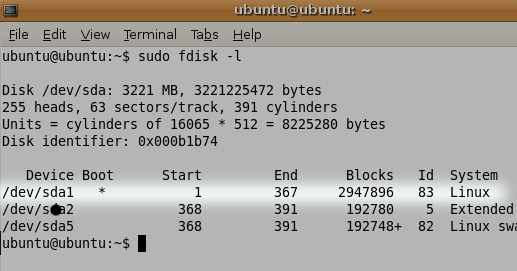 ubuntu@ubuntu: ~
File Edit View Terminal Tabs Help
ubuntu@ubuntu:~$ sudo fdisk -l
Disk /dev/sda: 3221 MB, 3221225472 bytes
255 heads, 63 sectors/track, 391 cylinders
Units = cylinders of 16065 * 512 = 8225280 bytes
Disk identifier: 0x000b1b74
Device Boot Start End Blocks Id System
/dev/sda1 * 1 367 2947896 83 Linux
/dev/sda2 368 391 192780 5 Extended
/dev/sda5 368 391 192748+ 82 Linux swa
ubuntu@ubuntu:~$